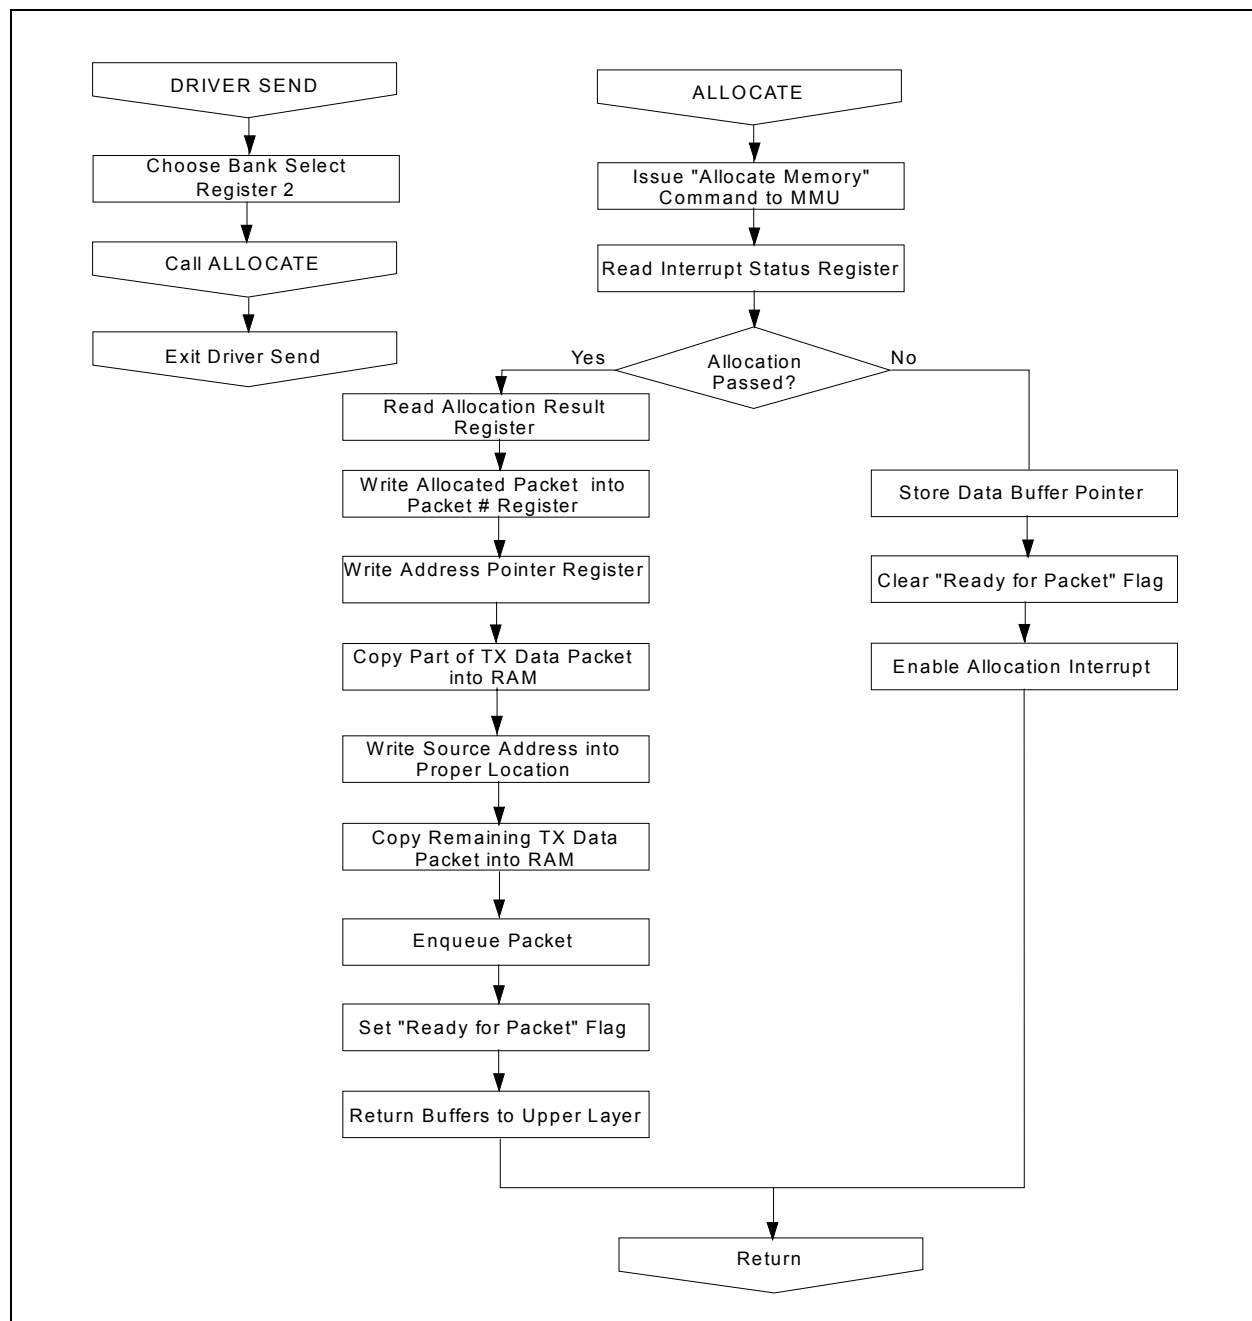 DRIVER SEND
Choose Bank Select
Register 2
Call ALLOCATE
Exit Driver Send
ALLOCATE
Issue "Allocate Memory"
Command to MMU
Read Interrupt Status Register
Allocation
Passed?
Yes
No
Read Allocation Result
Register
Write Allocated Packet into
Packet # Register
Write Address Pointer Register
Copy Part of TX Data Packet
into RAM
Write Source Address into
Proper Location
Copy Remaining TX Data
Packet into RAM
Enqueue Packet
Set "Ready for Packet" Flag
Return Buffers to Upper Layer
Store Data Buffer Pointer
Clear "Ready for Packet" Flag
Enable Allocation Interrupt
Return